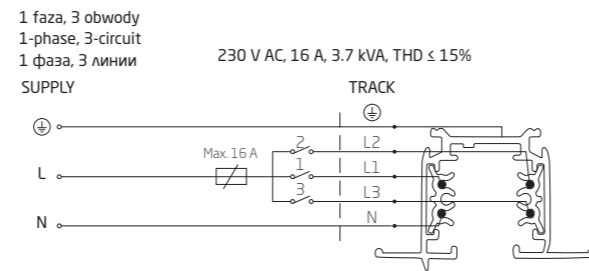 1 faza, 3 obwody
1-phase, 3-circuit
1 фаза, 3 линии
230 V AC, 16 A, 3.7 kVA, THD ≤ 15%
SUPPLY
TRACK
Max. 16 A
2
L2
L
1
L1
3
L3
N
N